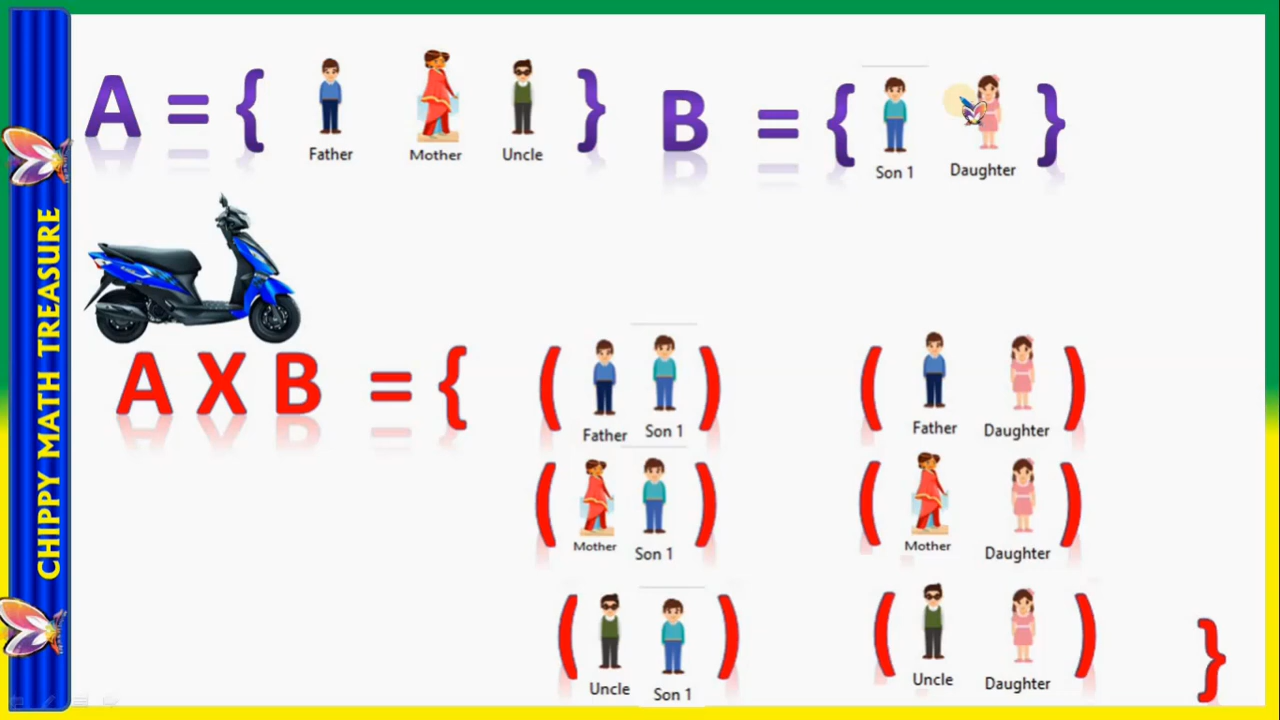 CHIPPY MATH TREASURE
A = { Father Mother Uncle } B = { Son 1 Daughter }
A X B = { ( Father Son 1 ) ( Father Daughter )
( Mother Son 1 ) ( Mother Daughter )
( Uncle Son 1 ) ( Uncle Daughter ) }